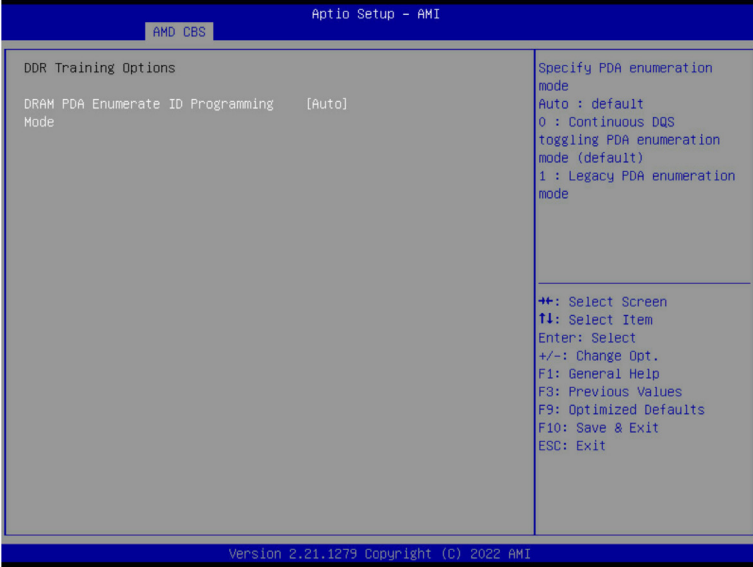 Aptio Setup – AMI
AMD CBS
DDR Training Options
DRAM PDA Enumerate ID Programming [Auto]
Mode
Specify PDA enumeration
mode
Auto : default
0 : Continuous DQS
toggling PDA enumeration
mode (default)
1 : Legacy PDA enumeration
mode
→←: Select Screen
↑↓: Select Item
Enter: Select
+/-: Change Opt.
F1: General Help
F3: Previous Values
F9: Optimized Defaults
F10: Save & Exit
ESC: Exit
Version 2.21.1279 Copyright (C) 2022 AMI